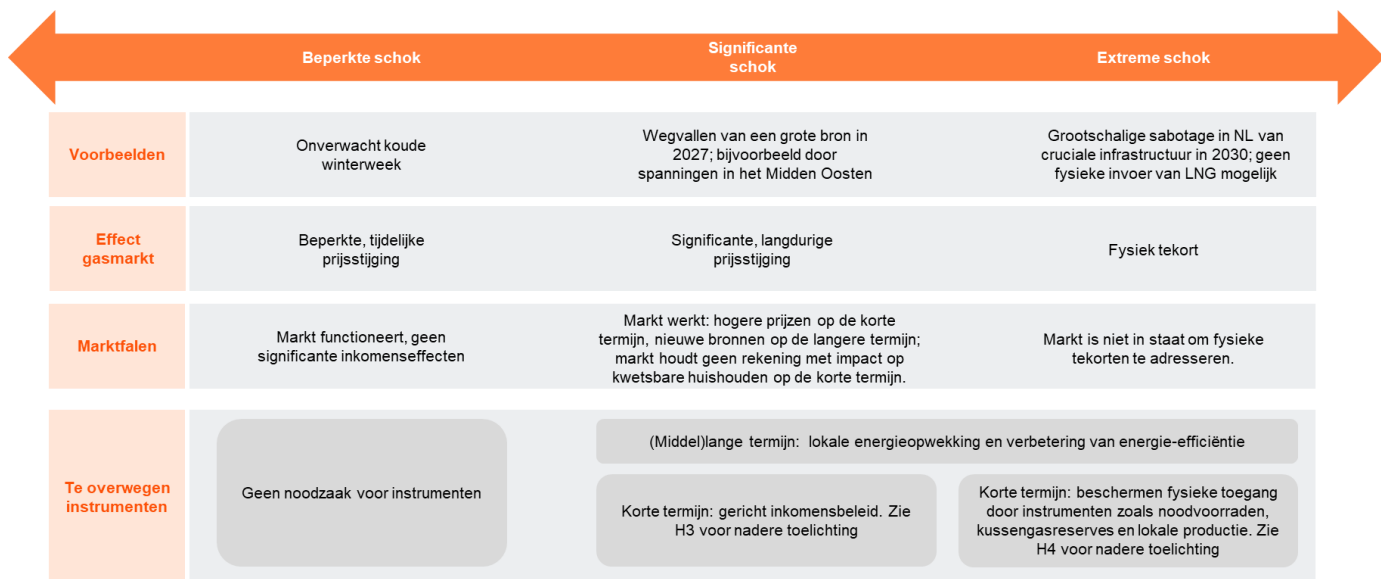 Beperkte schok
Significante
schok
Extreme schok
Voorbeelden
Onverwacht koude
winterweek
Wegvallen van een grote bron in
2027; bijvoorbeeld door
spanningen in het Midden Oosten
Grootschalige sabotage in NL van
cruciale infrastructuur in 2030; geen
fysieke invoer van LNG mogelijk
Effect
gasmarkt
Beperkte, tijdelijke
prijsstijging
Significante, langdurige
prijsstijging
Fysiek tekort
Marktfalen
Markt functioneert, geen
significante inkomenseffecten
Markt werkt: hogere prijzen op de korte
termijn, nieuwe bronnen op de langere termijn;
markt houdt geen rekening met impact op
kwetsbare huishouden op de korte termijn.
Markt is niet in staat om fysieke
tekorten te adresseren.
Te overwegen
instrumenten
Geen noodzaak voor instrumenten
(Middel)lange termijn: lokale energieopwekking en verbetering van energie-efficiëntie
Korte termijn: gericht inkomensbeleid. Zie
H3 voor nadere toelichting
Korte termijn: beschermen fysieke toegang
door instrumenten zoals noodvoorraden,
kussengasreserves en lokale productie. Zie
H4 voor nadere toelichting